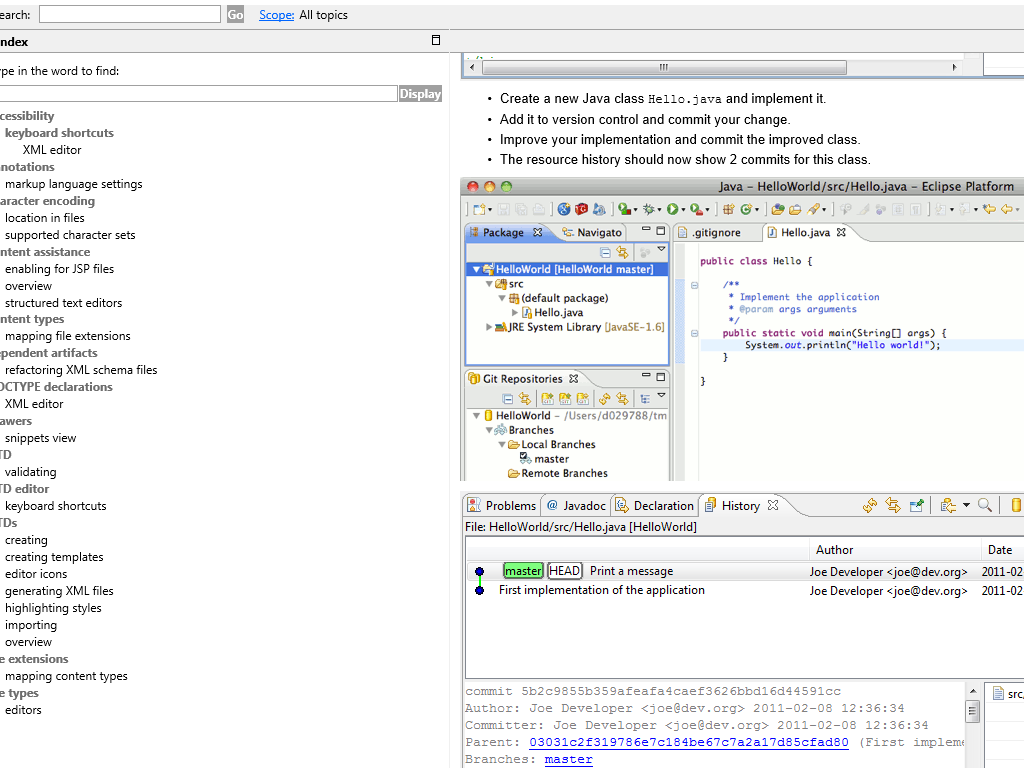 earch:
Go
Scope: All topics
ndex
ype in the word to find:
Display
cessibility
keyboard shortcuts
XML editor
nnotations
markup language settings
aracter encoding
location in files
supported character sets
ntent assistance
enabling for JSP files
overview
structured text editors
ntent types
mapping file extensions
ependent artifacts
refactoring XML schema files
OCTYPE declarations
XML editor
awers
snippets view
TD
validating
TD editor
keyboard shortcuts
TDs
creating
creating templates
editor icons
generating XML files
highlighting styles
importing
overview
e extensions
mapping content types
e types
editors
• Create a new Java class Hello.java and implement it.
• Add it to version control and commit your change.
• Improve your implementation and commit the improved class.
• The resource history should now show 2 commits for this class.
Java – HelloWorld/src/Hello.java – Eclipse Platform
Package
Navigato
.gitignore
Hello.java
HelloWorld [HelloWorld master]
src
(default package)
Hello.java
JRE System Library [JavaSE-1.6]
public class Hello {
/**
* Implement the application
* @param args arguments
*/
public static void main(String[] args) {
System.out.println("Hello world!");
}
}
Git Repositories
HelloWorld – /Users/d029788/tm
Branches
Local Branches
master
Remote Branches
Problems
@ Javadoc
Declaration
History
File: HelloWorld/src/Hello.java [HelloWorld]
Author
Date
master HEAD Print a message
Joe Developer <joe@dev.org>
2011-02
First implementation of the application
Joe Developer <joe@dev.org>
2011-02
commit 5b2c9855b359afeafa4caef3626bbd16d44591cc
Author: Joe Developer <joe@dev.org> 2011-02-08 12:36:34
Committer: Joe Developer <joe@dev.org> 2011-02-08 12:36:34
Parent: 03031c2f319786e7c184be67c7a2a17d85cfad80 (First impleme
Branches: master
src,